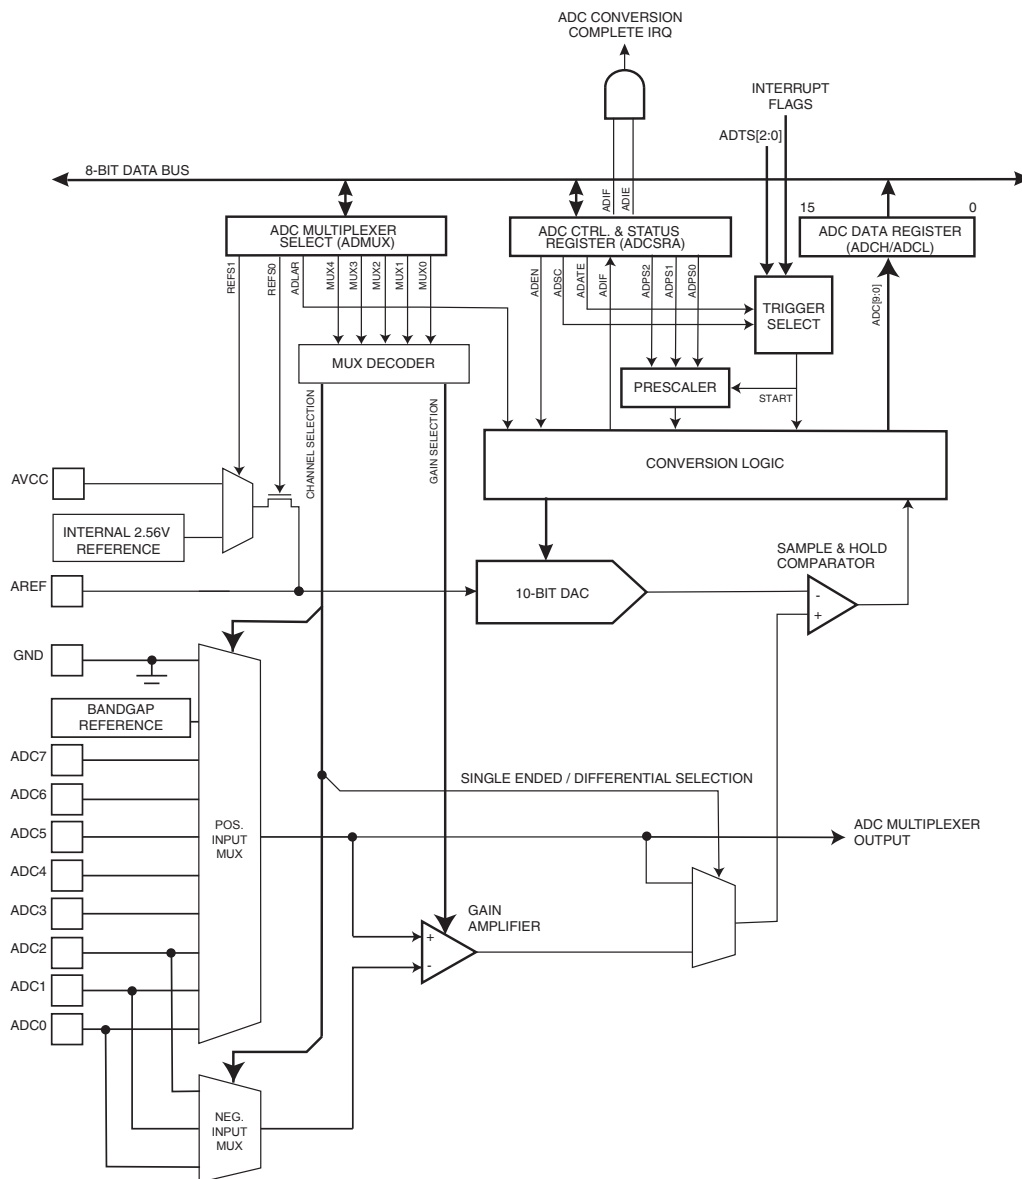 ADC CONVERSION
COMPLETE IRQ
INTERRUPT
FLAGS
ADTS[2:0]
8-BIT DATA BUS
ADIF
ADIE
15
0
ADC MULTIPLEXER
SELECT (ADMUX)
ADC CTRL. & STATUS
REGISTER (ADCSRA)
ADC DATA REGISTER
(ADCH/ADCL)
REFS1
REFS0
ADLAR
MUX4
MUX3
MUX2
MUX1
MUX0
ADEN
ADSC
ADATE
ADIF
ADPS2
ADPS1
ADPS0
ADC[9:0]
TRIGGER
SELECT
MUX DECODER
PRESCALER
START
CHANNEL SELECTION
GAIN SELECTION
CONVERSION LOGIC
AVCC
INTERNAL 2.56V
REFERENCE
SAMPLE & HOLD
COMPARATOR
AREF
10-BIT DAC
-
+
GND
BANDGAP
REFERENCE
ADC7
SINGLE ENDED / DIFFERENTIAL SELECTION
ADC6
ADC5
POS.
INPUT
MUX
ADC MULTIPLEXER
OUTPUT
ADC4
ADC3
GAIN
AMPLIFIER
+
-
ADC2
ADC1
ADC0
NEG.
INPUT
MUX